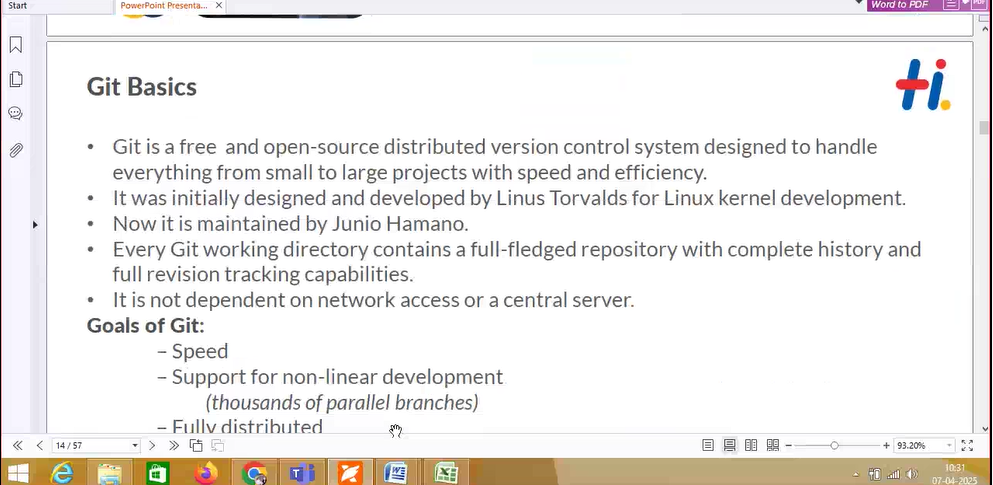 Start
PowerPoint Presenta...
Word to PDF
Git Basics
• Git is a free and open-source distributed version control system designed to handle
everything from small to large projects with speed and efficiency.
• It was initially designed and developed by Linus Torvalds for Linux kernel development.
• Now it is maintained by Junio Hamano.
• Every Git working directory contains a full-fledged repository with complete history and
full revision tracking capabilities.
• It is not dependent on network access or a central server.
Goals of Git:
– Speed
– Support for non-linear development
(thousands of parallel branches)
– Fully distributed
14 / 57
93.20%
10:31
07-04-2025